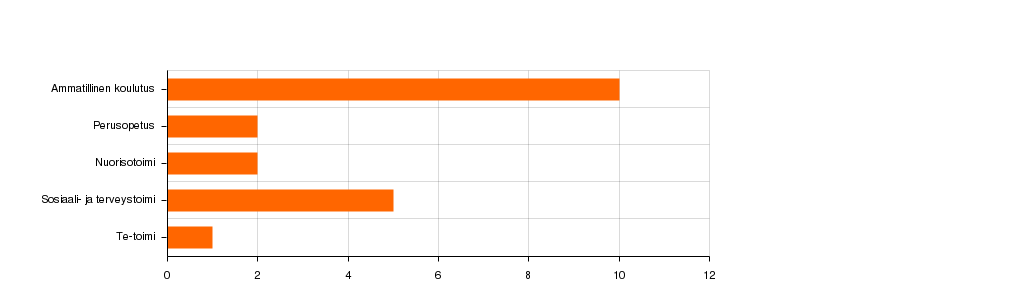 Ammatillinen koulutus
Perusopetus
Nuorisotoimi
Sosiaali- ja terveystoimi
Te-toimi
0 2 4 6 8 10 12